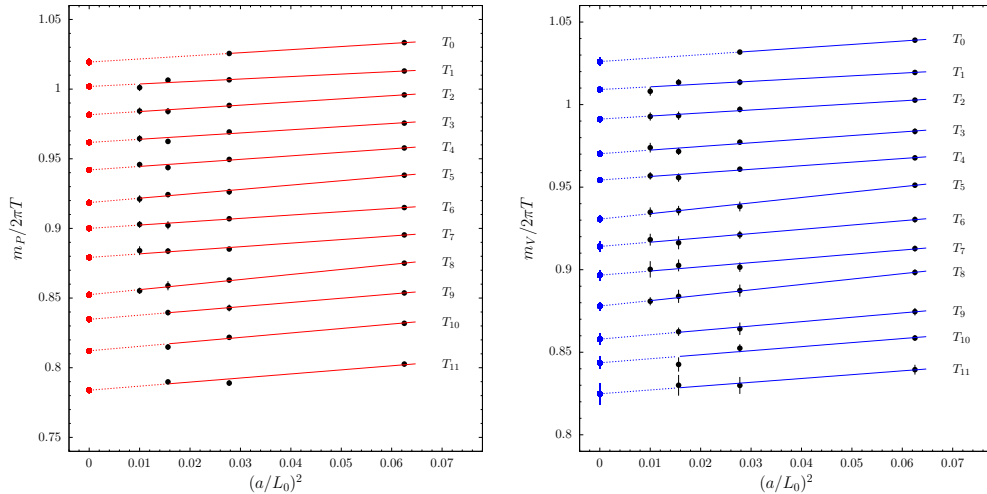 1.05
1
0.95
0.9
0.85
0.8
0.75
m_P/2πT
T_0
T_1
T_2
T_3
T_4
T_5
T_6
T_7
T_8
T_9
T_10
T_11
0 0.01 0.02 0.03 0.04 0.05 0.06 0.07
(a/L_0)^2
1.05
1
0.95
0.9
0.85
0.8
m_V/2πT
T_0
T_1
T_2
T_3
T_4
T_5
T_6
T_7
T_8
T_9
T_10
T_11
0 0.01 0.02 0.03 0.04 0.05 0.06 0.07
(a/L_0)^2